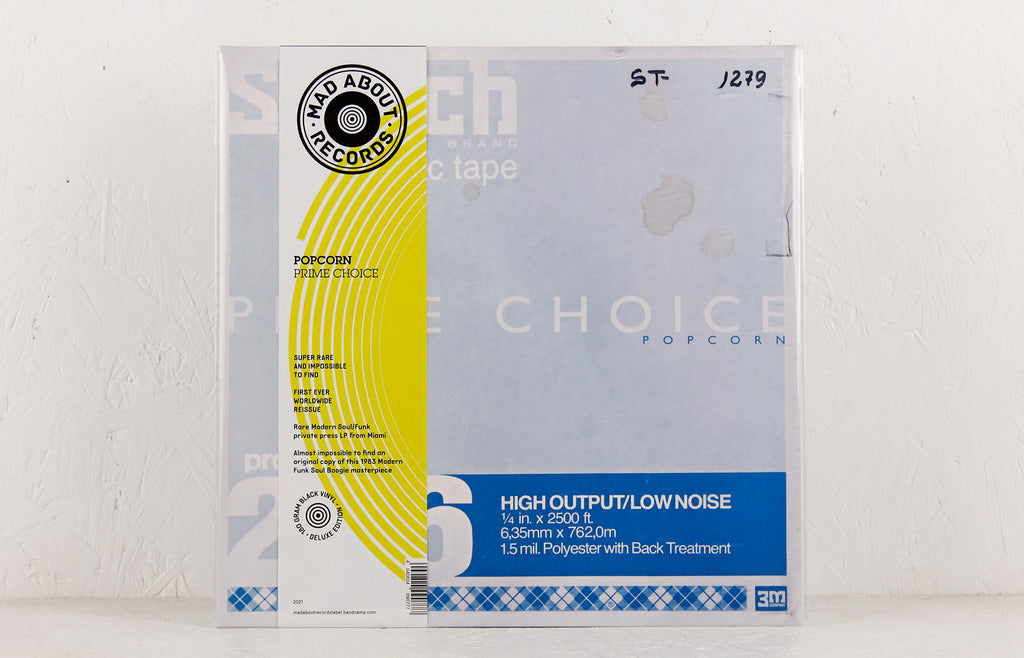 MAD ABOUT
· RECORDS ·
POPCORN
PRIME CHOICE
SUPER RARE
AND IMPOSSIBLE
TO FIND
FIRST EVER
WORLDWIDE
REISSUE
Rare Modern Soul/Funk
private press LP from Miami
Almost impossible to find an
original copy of this 1983 Modern
Funk Soul Boogie masterpiece
180 GRAM BLACK VINYL · DELUXE EDITION ·
2021
madaboutrecordslabel.bandcamp.com
S ch®
BRAND
c tape
ST- 1279
P E CHOICE
POPCORN
pro
2 6
HIGH OUTPUT/LOW NOISE
1/4 in. x 2500 ft.
6,35mm x 762,0m
1.5 mil. Polyester with Back Treatment
3M